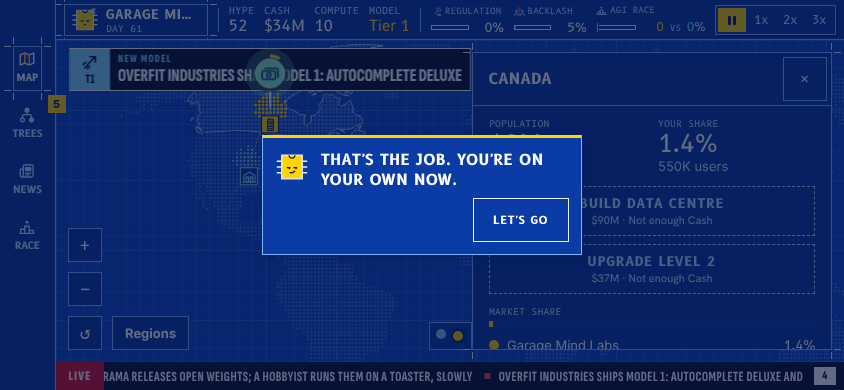 GARAGE MI...
DAY 61
HYPE
52
CASH
$34M
COMPUTE
10
MODEL
Tier 1
REGULATION
0%
BACKLASH
5%
AGI RACE
0 VS 0%
1x
2x
3x
MAP
5
TREES
NEWS
RACE
T1
NEW MODEL
OVERFIT INDUSTRIES SH DEL 1: AUTOCOMPLETE DELUXE
CANADA
×
POPULATION
YOUR SHARE
1.4%
550K users
BUILD DATA CENTRE
$90M · Not enough Cash
UPGRADE LEVEL 2
$37M · Not enough Cash
MARKET SHARE
Garage Mind Labs 1.4%
THAT'S THE JOB. YOU'RE ON
YOUR OWN NOW.
LET'S GO
+
−
↺
Regions
LIVE
RAMA RELEASES OPEN WEIGHTS; A HOBBYIST RUNS THEM ON A TOASTER, SLOWLY
OVERFIT INDUSTRIES SHIPS MODEL 1: AUTOCOMPLETE DELUXE AND
4